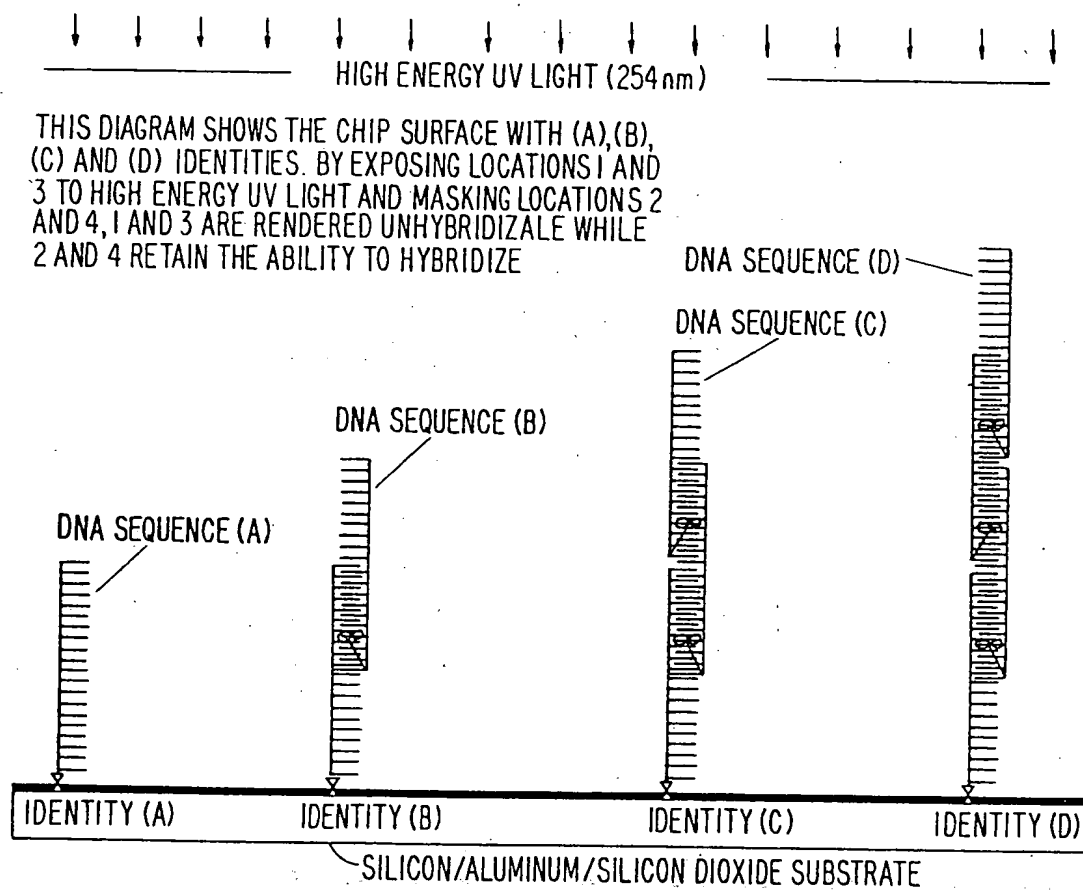 HIGH ENERGY UV LIGHT (254nm)
THIS DIAGRAM SHOWS THE CHIP SURFACE WITH (A),(B),
(C) AND (D) IDENTITIES. BY EXPOSING LOCATIONS 1 AND
3 TO HIGH ENERGY UV LIGHT AND MASKING LOCATIONS 2
AND 4, 1 AND 3 ARE RENDERED UNHYBRIDIZALE WHILE
2 AND 4 RETAIN THE ABILITY TO HYBRIDIZE
DNA SEQUENCE (D)
DNA SEQUENCE (C)
DNA SEQUENCE (B)
DNA SEQUENCE (A)
IDENTITY (A)
IDENTITY (B)
IDENTITY (C)
IDENTITY (D)
SILICON/ALUMINUM/SILICON DIOXIDE SUBSTRATE